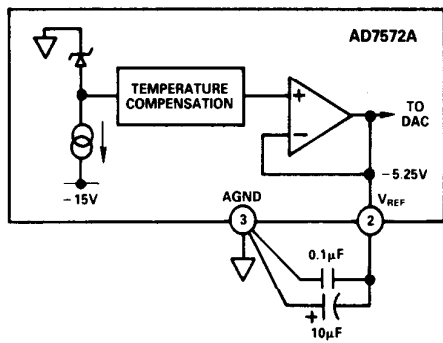 AD7572A
TEMPERATURE
COMPENSATION
+
−
TO
DAC
−15V
−5.25V
AGND
VREF
3
2
0.1µF
+
10µF